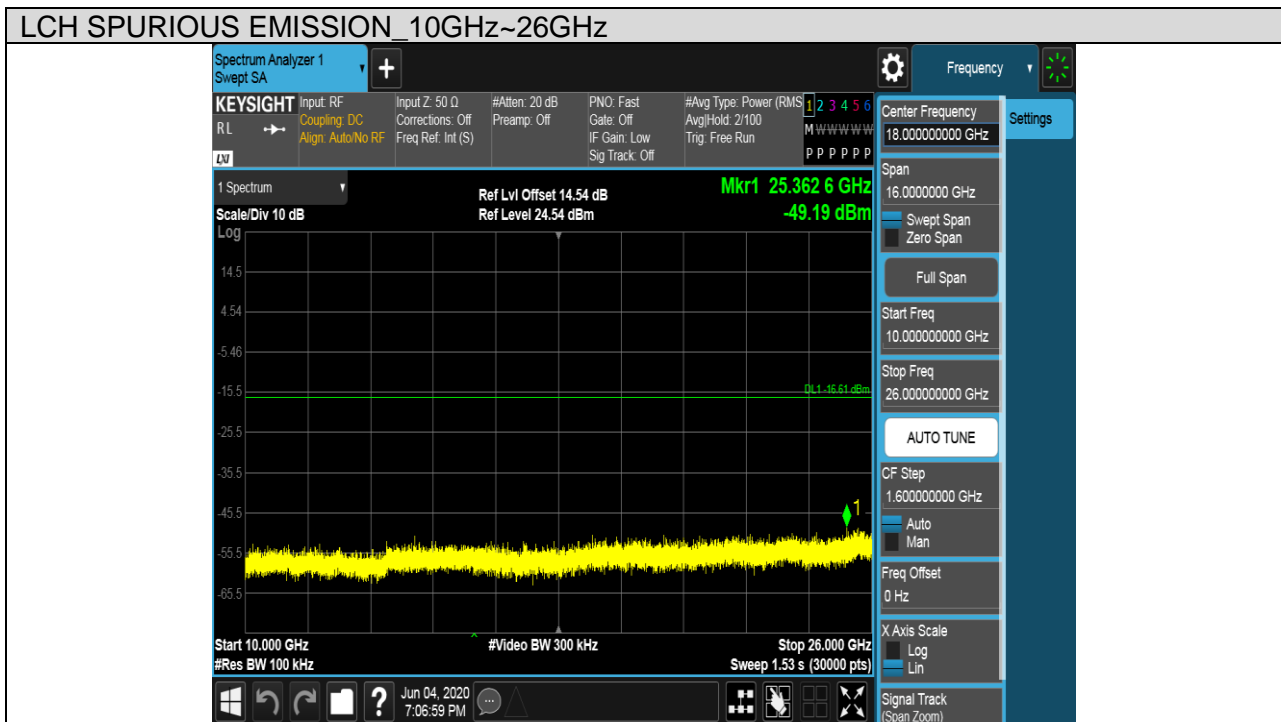 LCH SPURIOUS EMISSION_10GHz~26GHz
Spectrum Analyzer 1
Swept SA
Frequency
KEYSIGHT
RL
LXI
Input: RF
Coupling: DC
Align: Auto/No RF
Input Z: 50 Ω
Corrections: Off
Freq Ref: Int (S)
#Atten: 20 dB
Preamp: Off
PNO: Fast
Gate: Off
IF Gain: Low
Sig Track: Off
#Avg Type: Power (RMS
Avg|Hold: 2/100
Trig: Free Run
1 2 3 4 5 6
M W W W W W
P P P P P P
1 Spectrum
Scale/Div 10 dB
Log
Ref Lvl Offset 14.54 dB
Ref Level 24.54 dBm
Mkr1 25.362 6 GHz
-49.19 dBm
14.5
4.54
-5.46
-15.5
DL1 -16.61 dBm
-25.5
-35.5
-45.5
1
-55.5
-65.5
Start 10.000 GHz
#Res BW 100 kHz
#Video BW 300 kHz
Stop 26.000 GHz
Sweep 1.53 s (30000 pts)
?
Jun 04, 2020
7:06:59 PM
Center Frequency
18.000000000 GHz
Settings
Span
16.0000000 GHz
Swept Span
Zero Span
Full Span
Start Freq
10.000000000 GHz
Stop Freq
26.000000000 GHz
AUTO TUNE
CF Step
1.600000000 GHz
Auto
Man
Freq Offset
0 Hz
X Axis Scale
Log
Lin
Signal Track
(Span Zoom)